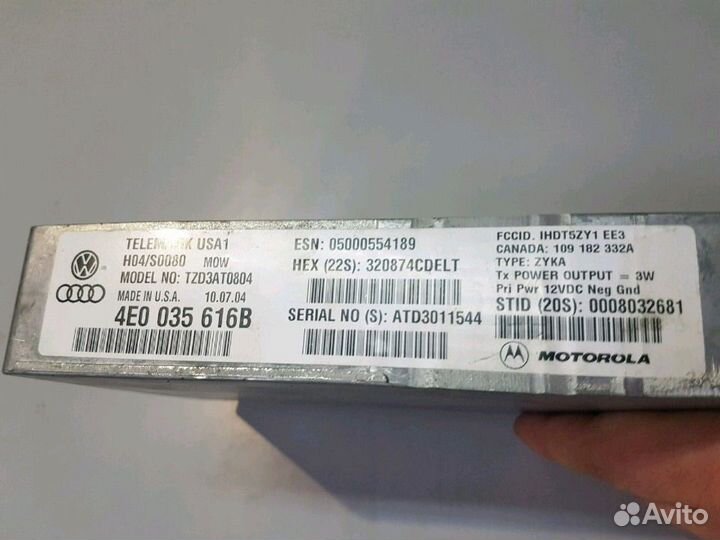 USA1
H04/S0080 MOW
MODEL NO: TZD3AT0804
MADE IN U.S.A. 10.07.04
4E0 035 616B
ESN: 05000554189
HEX (22S): 320874CDELT
SERIAL NO (S): ATD3011544
FCCID. IHDT5ZY1 EE3
CANADA: 109 182 332A
TYPE: ZYKA
Tx POWER OUTPUT = 3W
Pri Pwr 12VDC Neg Gnd
STID (20S): 0008032681
MOTOROLA
Avito